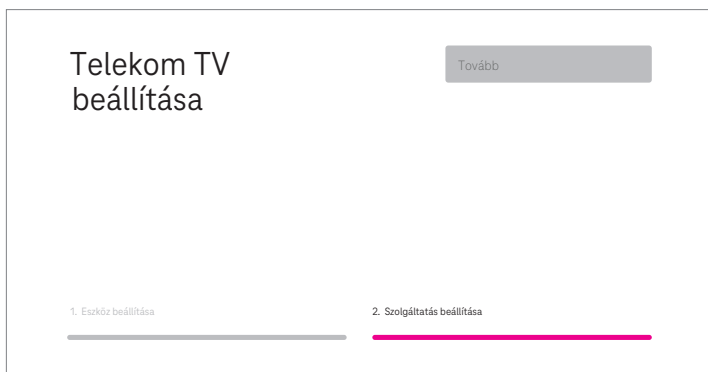 Telekom TV
beállítása
Tovább
1. Eszköz beállítása
2. Szolgáltatás beállítása